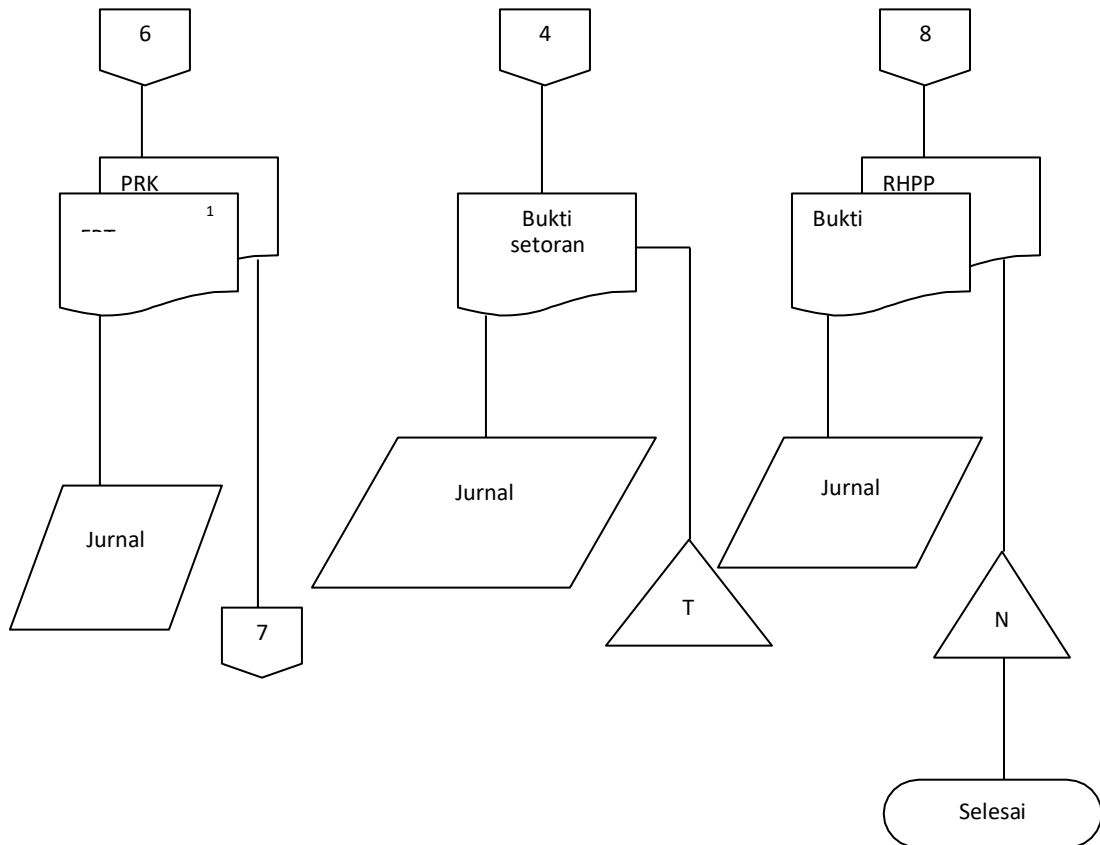 6
4
8
PRK
1
Bukti
setoran
RHPP
Bukti
Jurnal
Jurnal
Jurnal
7
T
N
Selesai